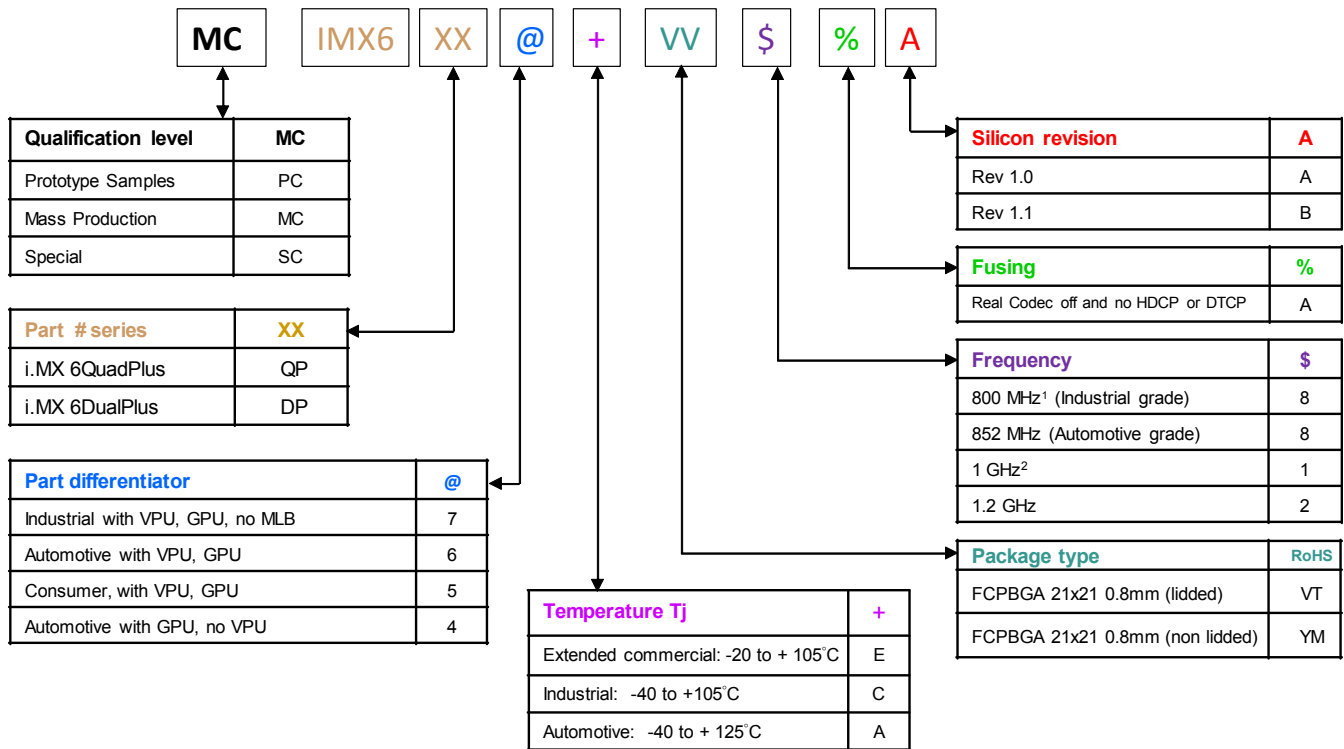 MC IMX6 XX @ + VV $ % A
Qualification level MC
Prototype Samples PC
Mass Production MC
Special SC
Part # series XX
i.MX 6QuadPlus QP
i.MX 6DualPlus DP
Part differentiator @
Industrial with VPU, GPU, no MLB 7
Automotive with VPU, GPU 6
Consumer, with VPU, GPU 5
Automotive with GPU, no VPU 4
Temperature Tj +
Extended commercial: -20 to + 105°C E
Industrial: -40 to +105°C C
Automotive: -40 to + 125°C A
Silicon revision A
Rev 1.0 A
Rev 1.1 B
Fusing %
Real Codec off and no HDCP or DTCP A
Frequency $
800 MHz¹ (Industrial grade) 8
852 MHz (Automotive grade) 8
1 GHz² 1
1.2 GHz 2
Package type RoHS
FCPBGA 21x21 0.8mm (lidded) VT
FCPBGA 21x21 0.8mm (non lidded) YM